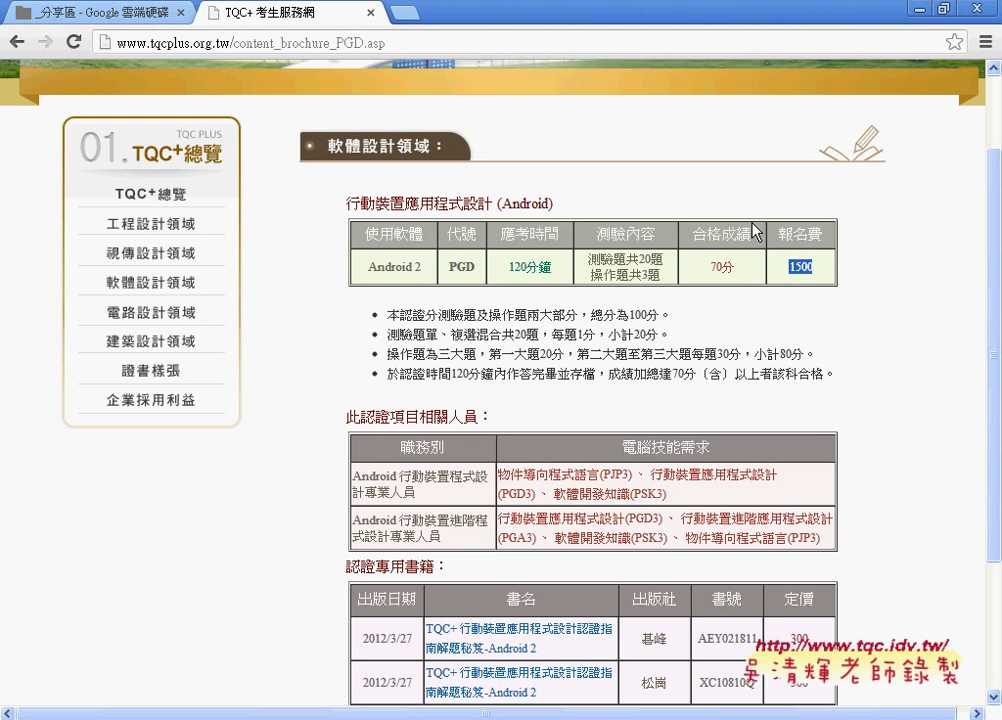 _分享區 - Google 雲端硬碟
TQC+ 考生服務網
www.tqcplus.org.tw/content_brochure_PGD.asp
01. TQC PLUS
TQC+總覽
TQC+總覽
工程設計領域
視傳設計領域
軟體設計領域
電路設計領域
建築設計領域
證書樣張
企業採用利益
軟體設計領域：
行動裝置應用程式設計 (Android)
使用軟體 代號 應考時間 測驗內容 合格成績 報名費
Android 2 PGD 120分鐘 測驗題共20題 操作題共3題 70分 1500
本認證分測驗題及操作題兩大部分，總分為100分。
測驗題單、複選混合共20題，每題1分，小計20分。
操作題為三大題，第一大題20分，第二大題至第三大題每題30分，小計80分。
於認證時間120分鐘內作答完畢並存檔，成績加總達70分（含）以上者該科合格。
此認證項目相關人員：
職務別 電腦技能需求
Android 行動裝置程式設計專業人員
物件導向程式語言(PJP3)、 行動裝置應用程式設計
(PGD3)、 軟體開發知識(PSK3)
Android 行動裝置進階程式設計專業人員
行動裝置應用程式設計(PGD3)、 行動裝置進階應用程式設計
(PGA3)、 軟體開發知識(PSK3)、 物件導向程式語言(PJP3)
認證專用書籍：
出版日期 書名 出版社 書號 定價
2012/3/27 TQC+ 行動裝置應用程式設計認證指南解題秘笈-Android 2 碁峰 AEY021811 300
2012/3/27 TQC+ 行動裝置應用程式設計認證指南解題秘笈-Android 2 松崗
http://www.tqc.idv.tw/
吳清輝老師錄製